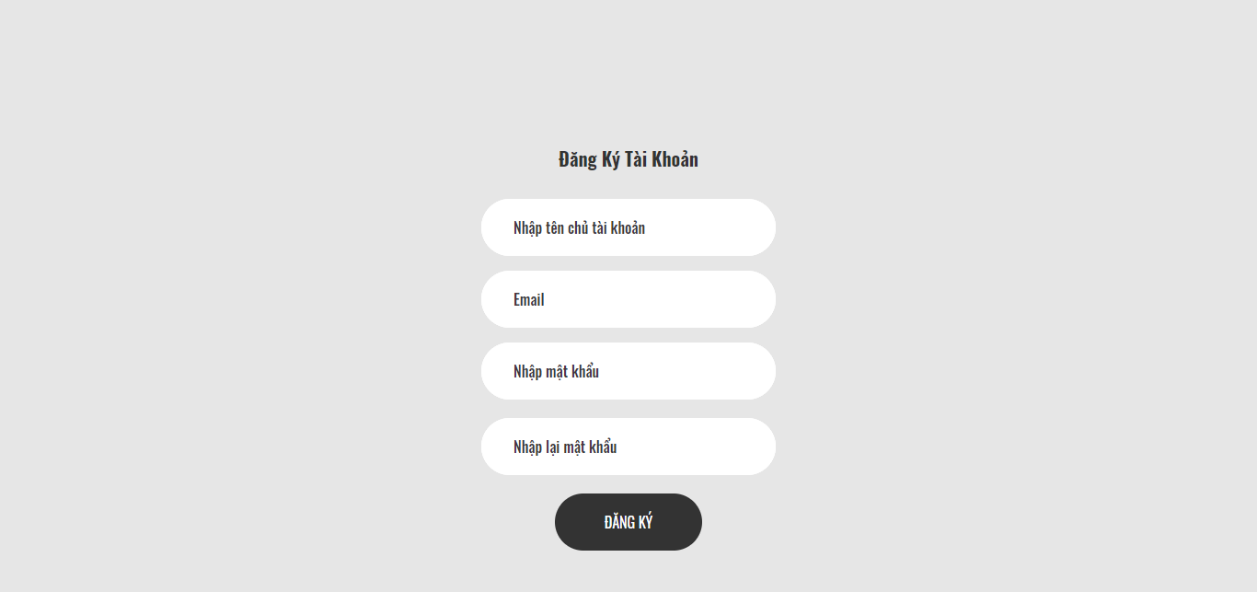 Đăng Ký Tài Khoản
Nhập tên chủ tài khoản
Email
Nhập mật khẩu
Nhập lại mật khẩu
ĐĂNG KÝ